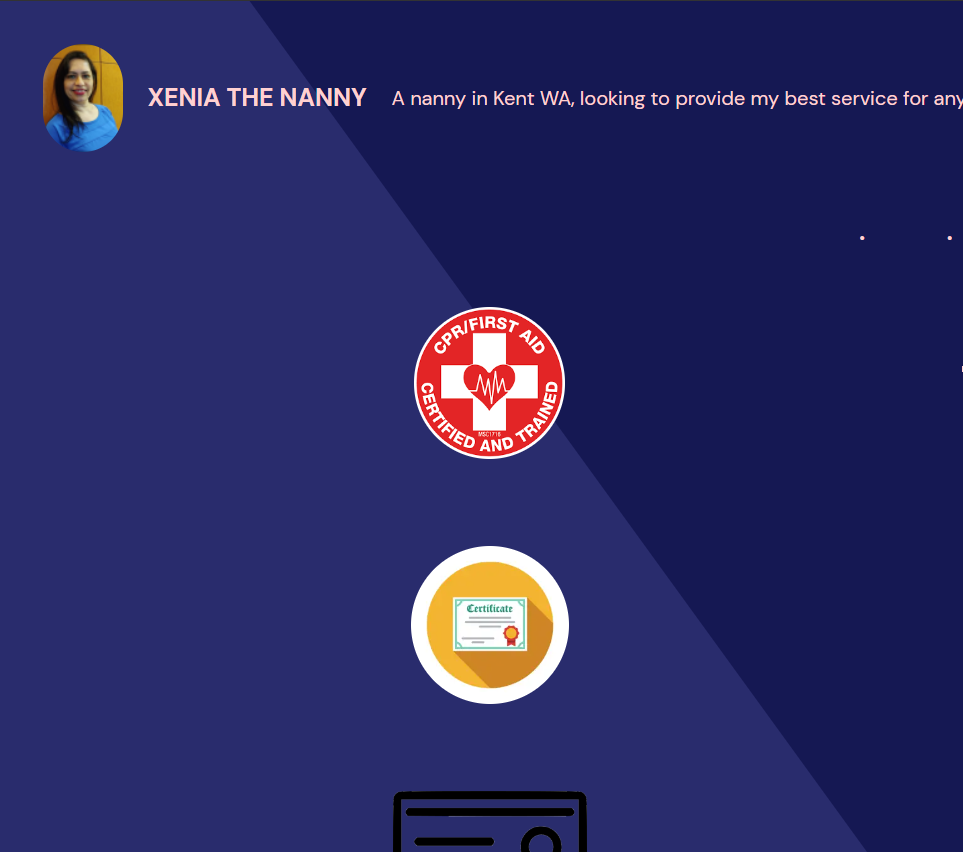 XENIA THE NANNY
A nanny in Kent WA, looking to provide my best service for any
CPR/FIRST AID
CERTIFIED AND TRAINED
MSC1716
Certificate